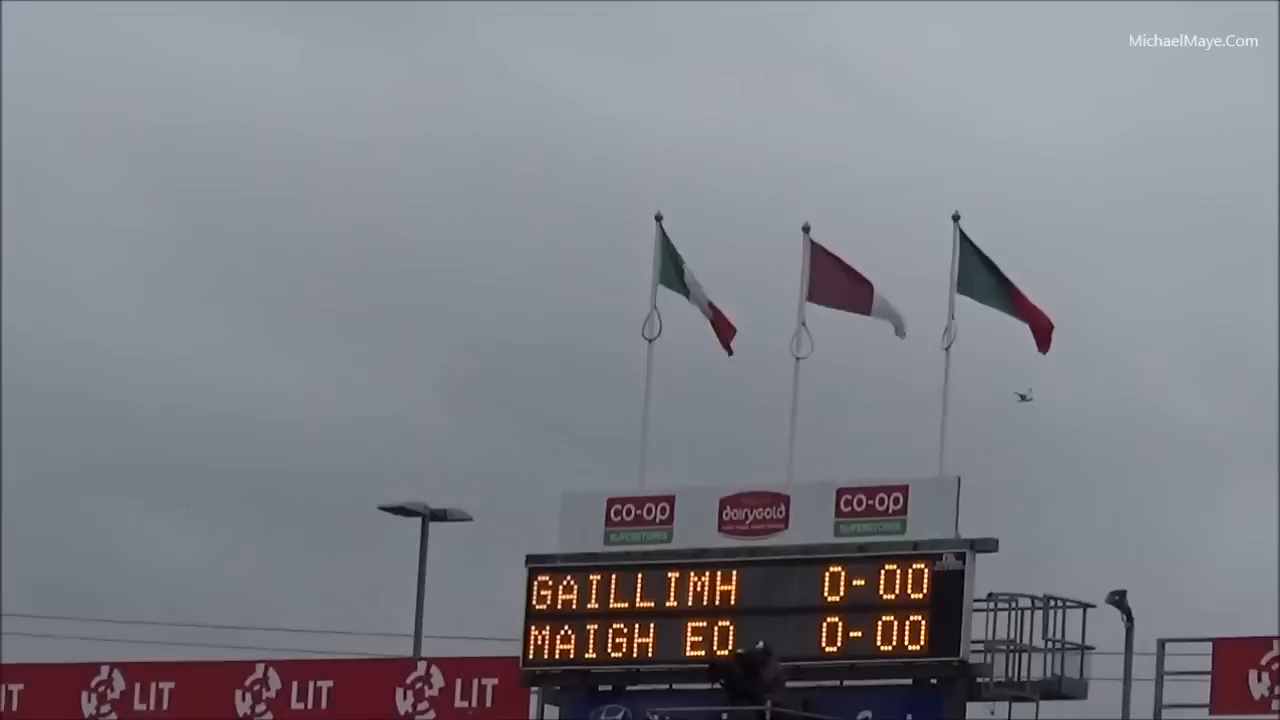 MichaelMaye.Com
co-op
SUPERSTORES
dairygold
co-op
SUPERSTORES
GAILLIMH 0-00
MAIGH EO 0-00
IT
LIT
LIT
LIT